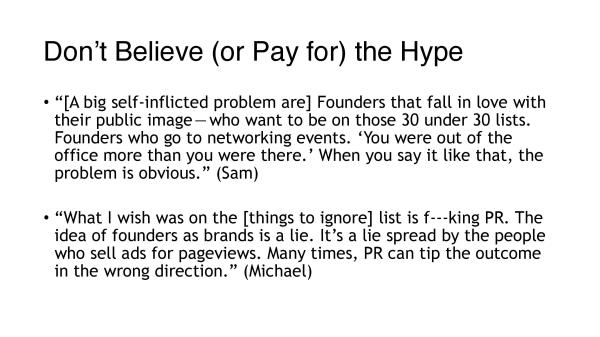 Don’t Believe (or Pay for) the Hype
• “[A big self-inflicted problem are] Founders that fall in love with
their public image—who want to be on those 30 under 30 lists.
Founders who go to networking events. ‘You were out of the
office more than you were there.’ When you say it like that, the
problem is obvious.” (Sam)
• “What I wish was on the [things to ignore] list is f---king PR. The
idea of founders as brands is a lie. It’s a lie spread by the people
who sell ads for pageviews. Many times, PR can tip the outcome
in the wrong direction.” (Michael)